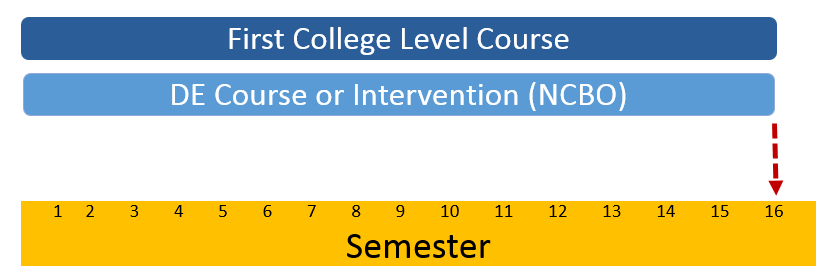 First College Level Course
DE Course or Intervention (NCBO)
1 2 3 4 5 6 7 8 9 10 11 12 13 14 15 16
Semester